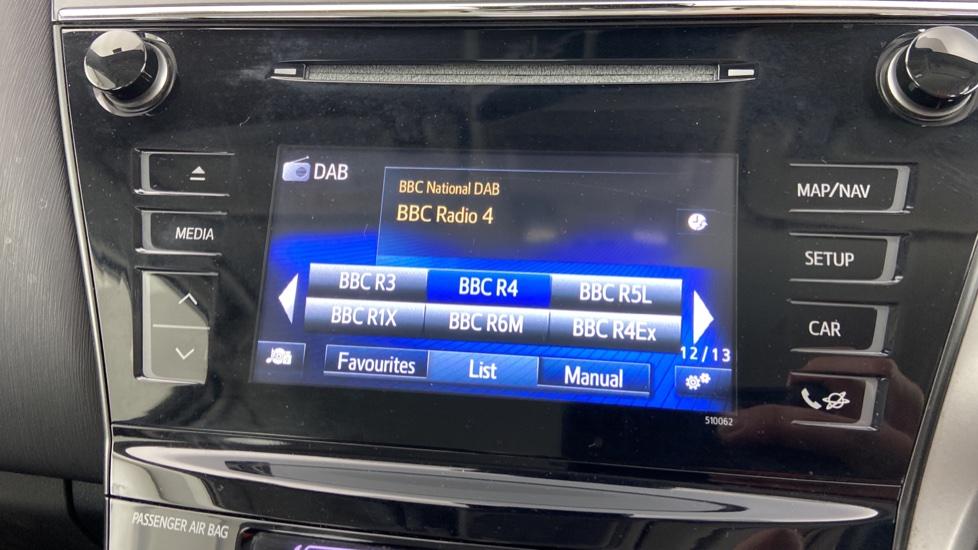 DAB
BBC National DAB
BBC Radio 4
MEDIA
MAP/NAV
SETUP
CAR
BBC R3 BBC R4 BBC R5L
BBC R1X BBC R6M BBC R4Ex
12/13
Favourites List Manual
510062
PASSENGER AIR BAG